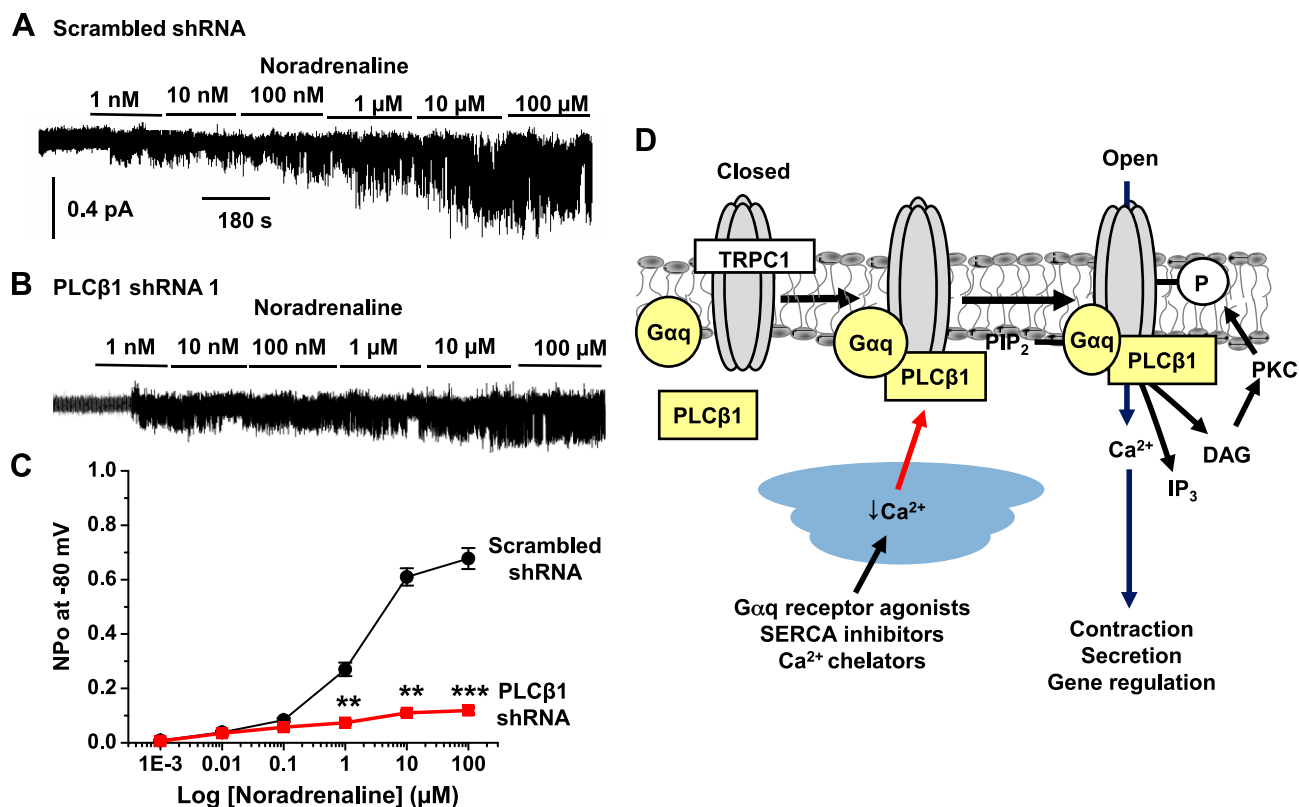 A Scrambled shRNA
Noradrenaline
1 nM 10 nM 100 nM 1 µM 10 µM 100 µM
0.4 pA
180 s
B PLCβ1 shRNA 1
Noradrenaline
1 nM 10 nM 100 nM 1 µM 10 µM 100 µM
C
NPo at -80 mV
1.0
0.8
0.6
0.4
0.2
0.0
Scrambled
shRNA
** ** ***
PLCβ1
shRNA
1E-3 0.01 0.1 1 10 100
Log [Noradrenaline] (µM)
D
Closed
Open
TRPC1
P
Gαq
Gαq
PIP2
Gαq
PLCβ1
PLCβ1
PLCβ1
PKC
Ca²⁺
DAG
IP3
↓Ca²⁺
Gαq receptor agonists
SERCA inhibitors
Ca²⁺ chelators
Contraction
Secretion
Gene regulation